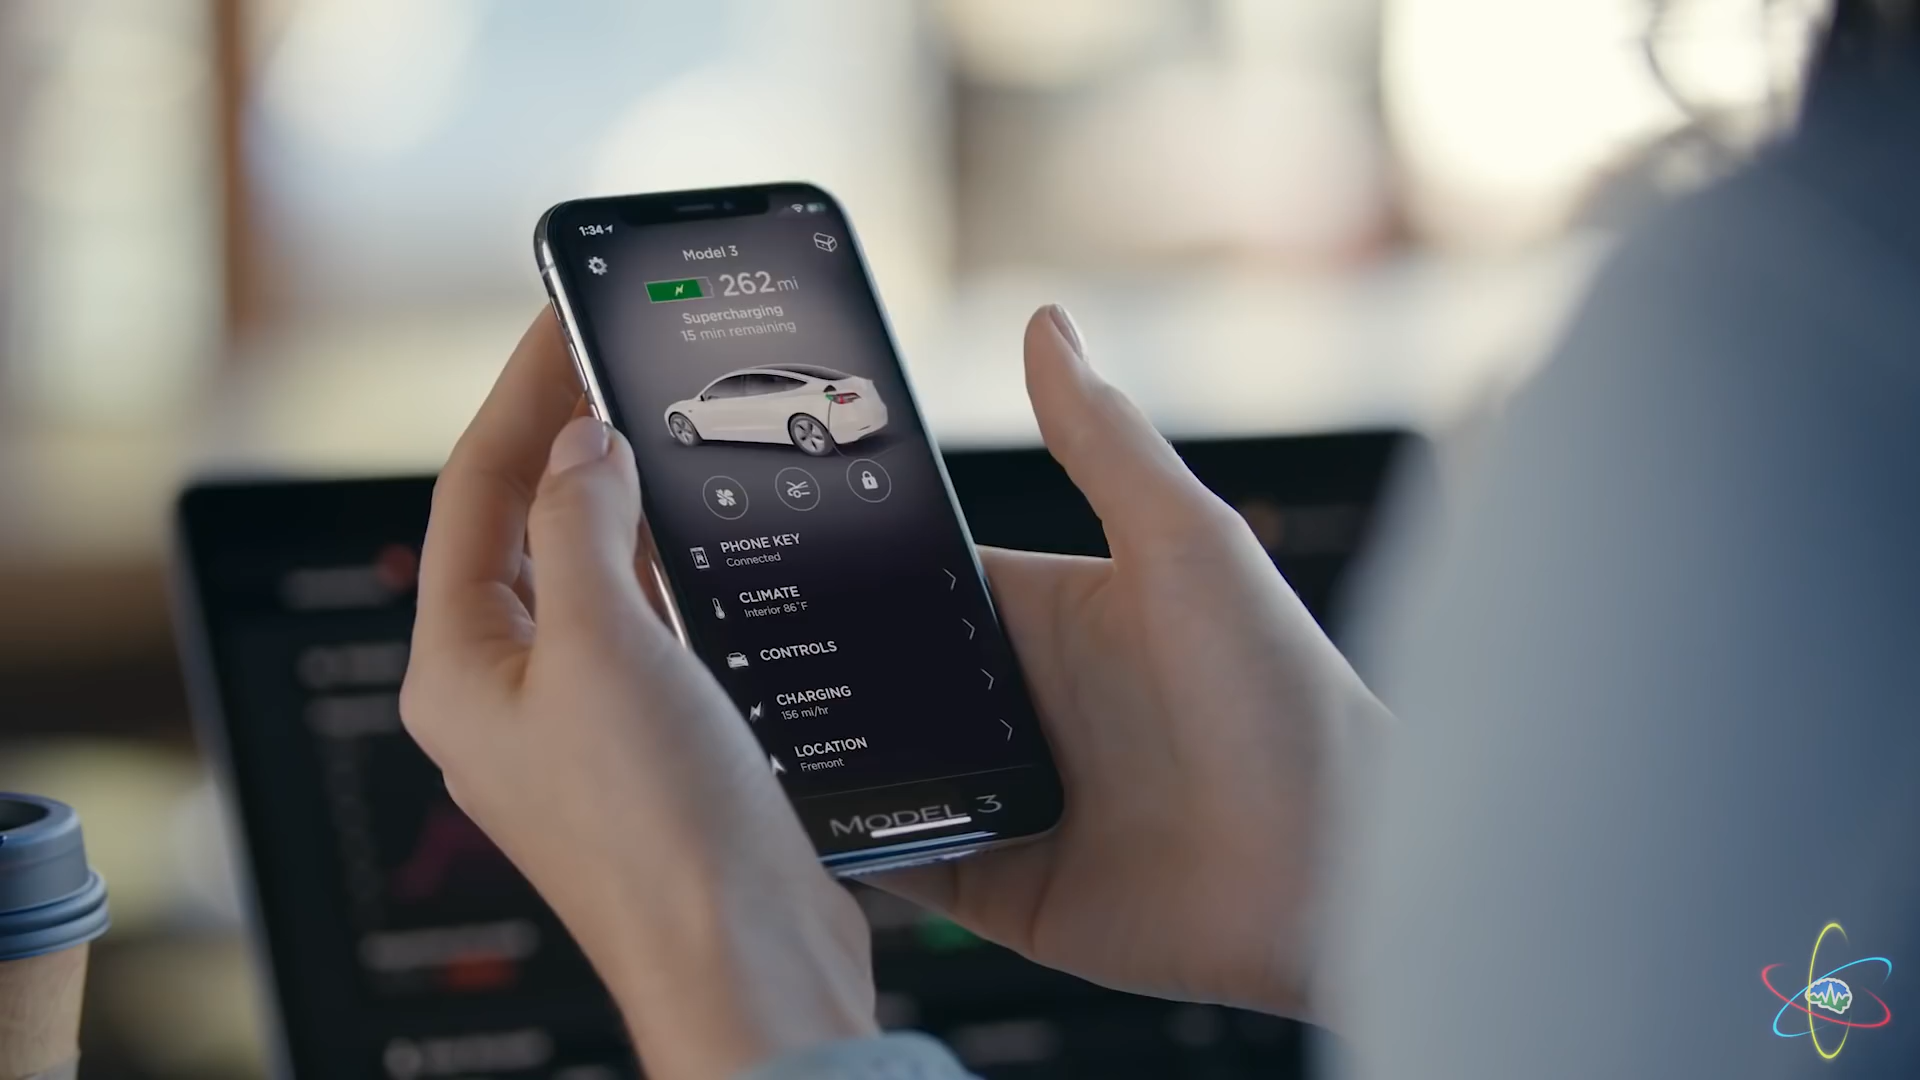 1:34
Model 3
262 mi
Supercharging
15 min remaining
PHONE KEY
Connected
CLIMATE
Interior 86°F
CONTROLS
CHARGING
156 mi/hr
LOCATION
Fremont
MODEL 3